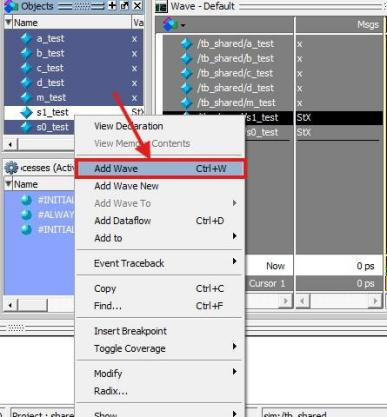 Objects
Name
Va
a_test x
b_test x
c_test x
d_test x
m_test x
s1_test StX
s0_test
Wave - Default
Msgs
/tb_shared/a_test x
/tb_shared/b_test x
/tb_shared/c_test x
/tb_shared/d_test x
/tb_shared/m_test x
s1_test StX
s0_test StX
Now 0 ps
Cursor 1 0 ps
cesses (Activ
Name
#INITIAL
#ALWAY
#INITIAL
View Declaration
View Memory Contents
Add Wave Ctrl+W
Add Wave New
Add Wave To
Add Dataflow Ctrl+D
Add to
Event Traceback
Copy Ctrl+C
Find... Ctrl+F
Insert Breakpoint
Toggle Coverage
Modify
Radix...
Show
Project : share
sim:/tb_shared